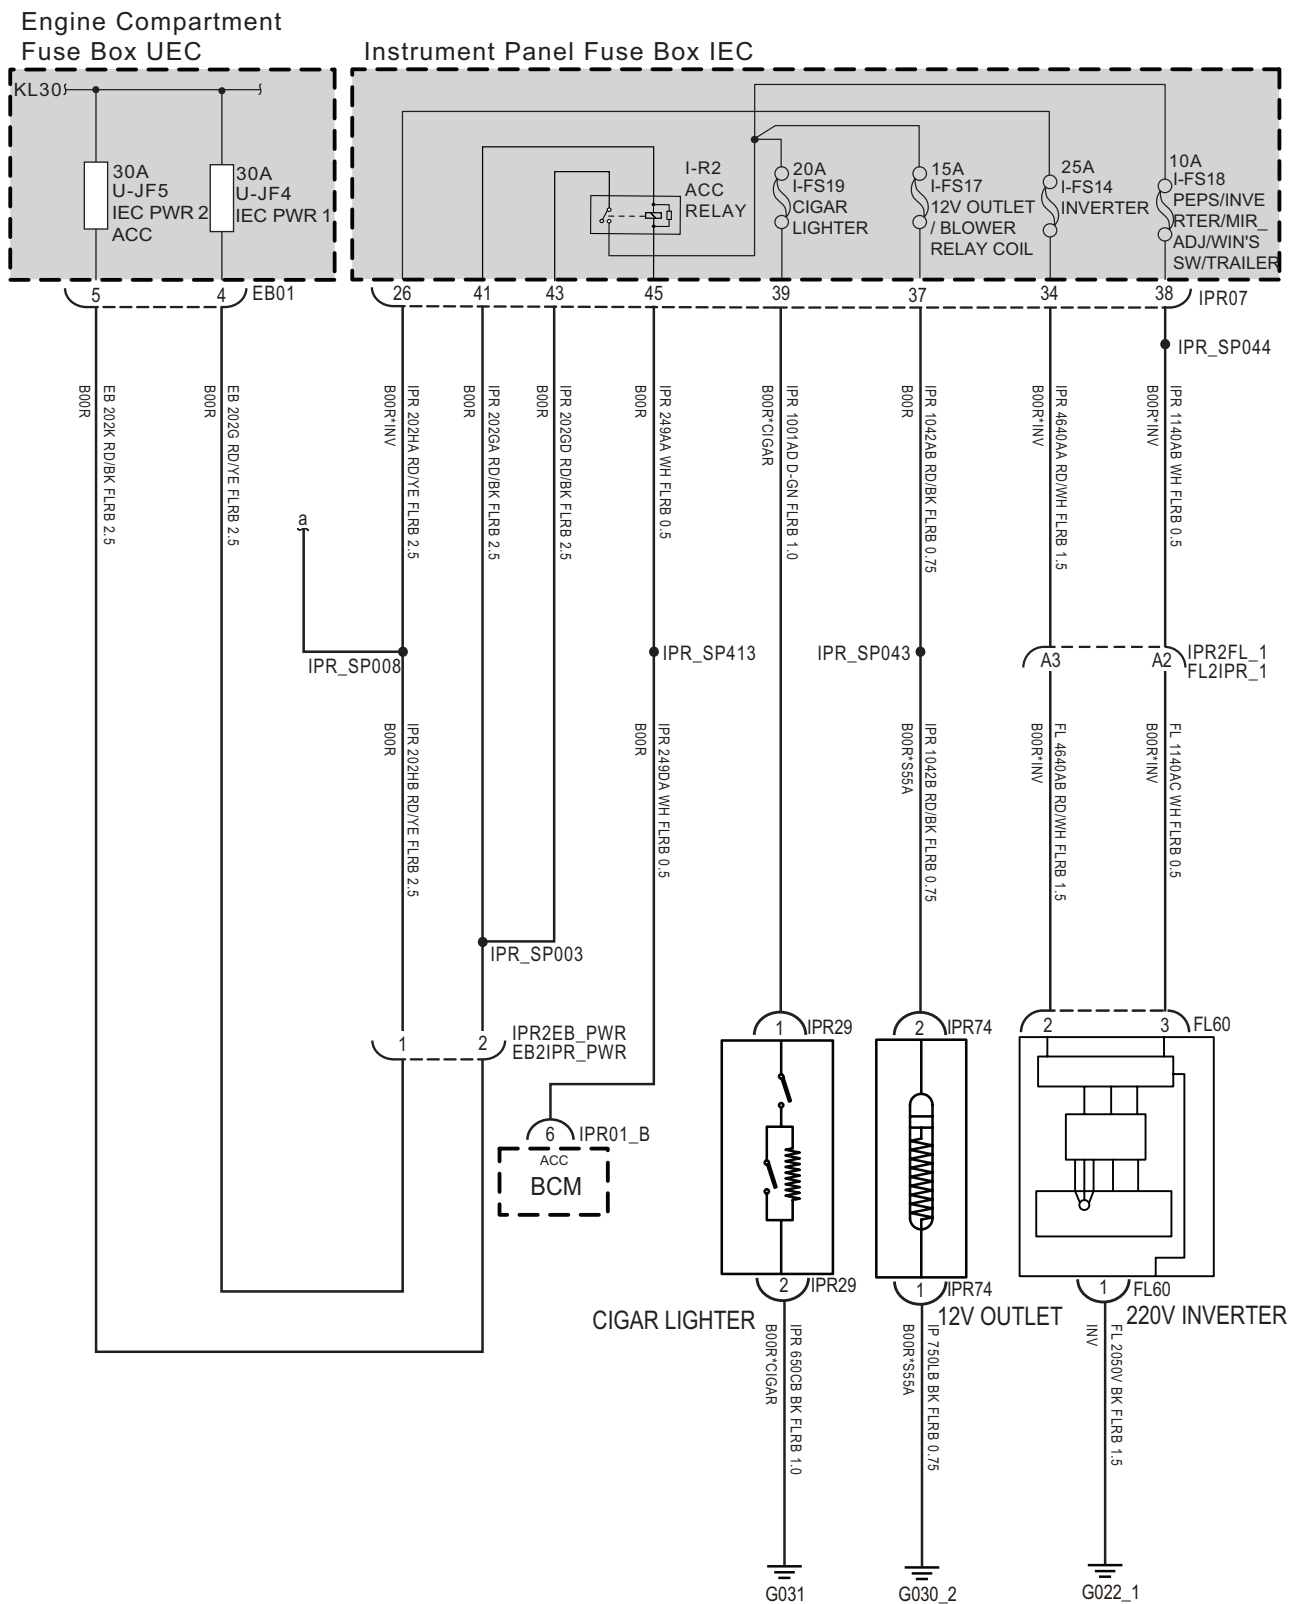 Engine Compartment
Fuse Box UEC
Instrument Panel Fuse Box IEC
KL30
30A
U-JF5
IEC PWR 2
ACC
30A
U-JF4
IEC PWR 1
I-R2
ACC
RELAY
20A
I-FS19
CIGAR
LIGHTER
15A
I-FS17
12V OUTLET
/ BLOWER
RELAY COIL
25A
I-FS14
INVERTER
10A
I-FS18
PEPS/INVE
RTER/MIR_
ADJ/WIN'S
SW/TRAILER
5 4 EB01
26 41 43 45 39 37 34 38 IPR07
IPR_SP044
EB 202K RD/BK FLRB 2.5
B00R
EB 202G RD/YE FLRB 2.5
B00R
IPR 202HA RD/YE FLRB 2.5
B00R*INV
IPR 202GA RD/BK FLRB 2.5
B00R
IPR 202GD RD/BK FLRB 2.5
B00R
IPR 249AA WH FLRB 0.5
B00R
IPR 1001AD D-GN FLRB 1.0
B00R*CIGAR
IPR 1042AB RD/BK FLRB 0.75
B00R
IPR 4640AA RD/WH FLRB 1.5
B00R*INV
IPR 1140AB WH FLRB 0.5
B00R*INV
a
IPR_SP008
IPR_SP413
IPR_SP043
A3 A2
IPR2FL_1
FL2IPR_1
IPR 202HB RD/YE FLRB 2.5
B00R
IPR 249DA WH FLRB 0.5
B00R
IPR 1042B RD/BK FLRB 0.75
B00R*S55A
FL 4640AB RD/WH FLRB 1.5
B00R*INV
FL 1140AC WH FLRB 0.5
B00R*INV
IPR_SP003
1 2
IPR2EB_PWR
EB2IPR_PWR
1 IPR29
2 IPR74
2 3 FL60
6 IPR01_B
ACC
BCM
2 IPR29
1 IPR74
1 FL60
CIGAR LIGHTER
12V OUTLET
220V INVERTER
IPR 650CB BK FLRB 1.0
B00R*CIGAR
IP 750LB BK FLRB 0.75
B00R*S55A
FL 2050V BK FLRB 1.5
INV
G031
G030_2
G022_1